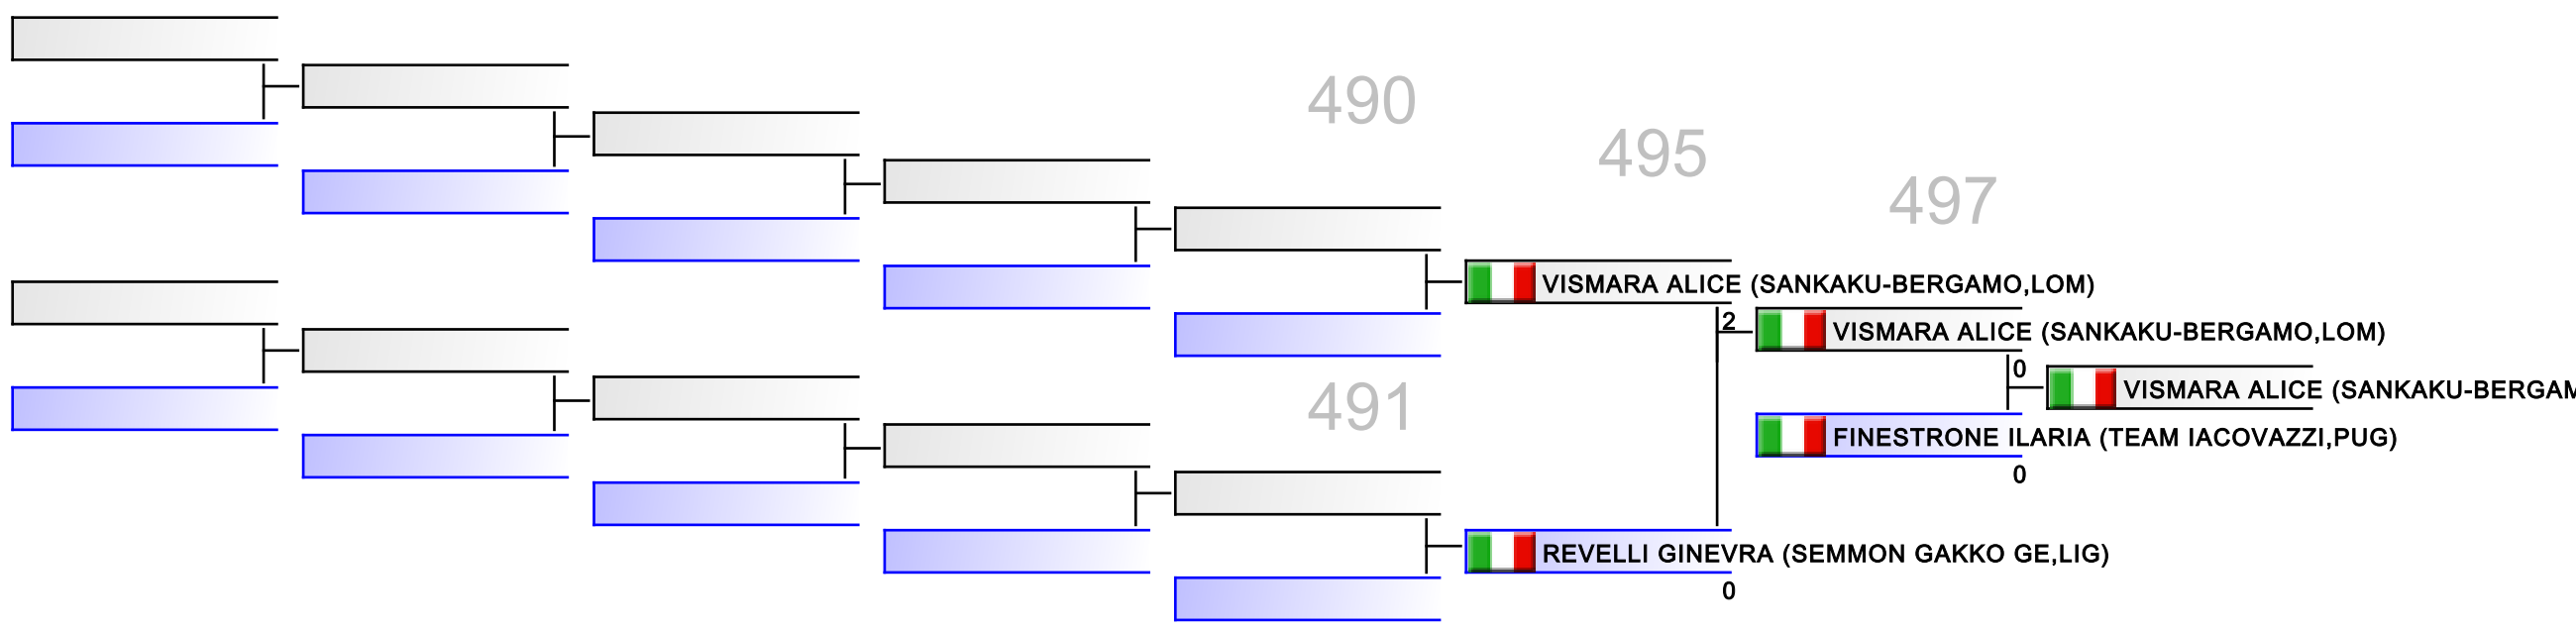 490
495
497
VISMARA ALICE (SANKAKU-BERGAMO,LOM)
2
VISMARA ALICE (SANKAKU-BERGAMO,LOM)
0
VISMARA ALICE (SANKAKU-BERGAM
491
FINESTRONE ILARIA (TEAM IACOVAZZI,PUG)
0
REVELLI GINEVRA (SEMMON GAKKO GE,LIG)
0